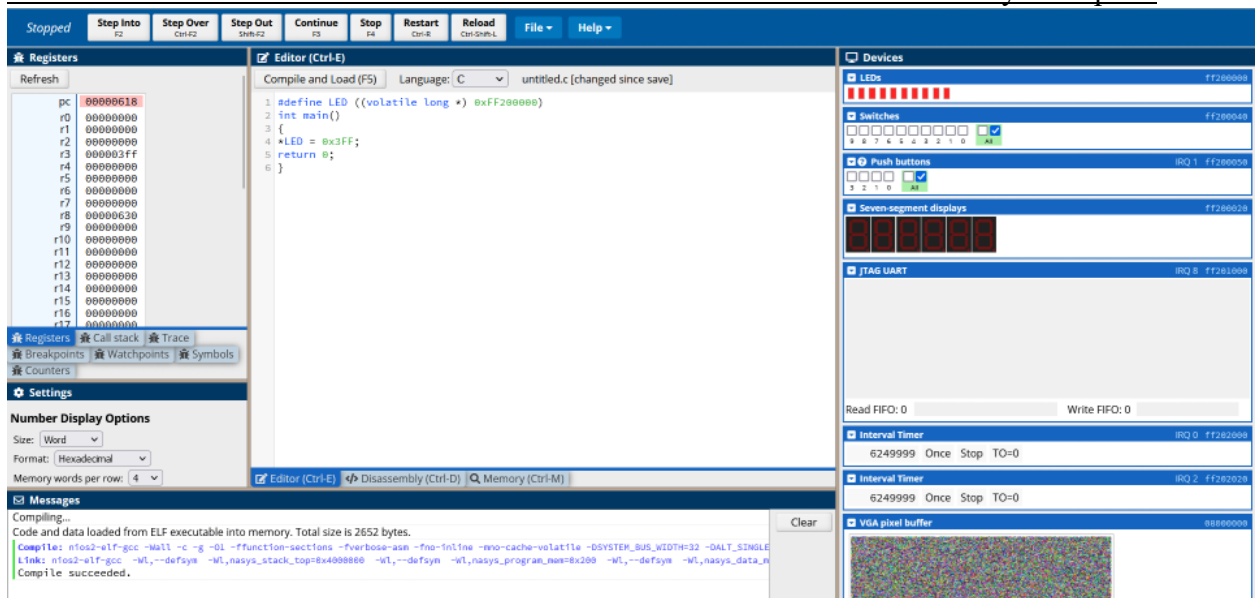 Stopped
Step Into
F2
Step Over
Ctrl-F2
Step Out
Shift-F2
Continue
F3
Stop
F4
Restart
Ctrl-R
Reload
Ctrl-Shift-L
File
Help
Registers
Refresh
pc 00000618
r0 00000000
r1 00000000
r2 00000000
r3 000003ff
r4 00000000
r5 00000000
r6 00000000
r7 00000000
r8 00000630
r9 00000000
r10 00000000
r11 00000000
r12 00000000
r13 00000000
r14 00000000
r15 00000000
r16 00000000
r17 00000000
Registers Call stack Trace
Breakpoints Watchpoints Symbols
Counters
Settings
Number Display Options
Size: Word
Format: Hexadecimal
Memory words per row: 4
Editor (Ctrl-E)
Compile and Load (F5) Language: C untitled.c [changed since save]
1 #define LED ((volatile long *) 0xFF200000)
2 int main()
3 {
4 *LED = 0x3FF;
5 return 0;
6 }
Editor (Ctrl-E) Disassembly (Ctrl-D) Memory (Ctrl-M)
Messages
Clear
Compiling...
Code and data loaded from ELF executable into memory. Total size is 2652 bytes.
Compile: nios2-elf-gcc -Wall -c -g -O1 -ffunction-sections -fverbose-asm -fno-inline -mno-cache-volatile -DSYSTEM_BUS_WIDTH=32 -DALT_SINGLE
Link: nios2-elf-gcc -Wl,--defsym -Wl,nasys_stack_top=0x4000000 -Wl,--defsym -Wl,nasys_program_mem=0x200 -Wl,--defsym -Wl,nasys_data_m
Compile succeeded.
Devices
LEDs ff200000
Switches ff200040
9 8 7 6 5 4 3 2 1 0 All
Push buttons IRQ 1 ff200050
3 2 1 0 All
Seven-segment displays ff200020
JTAG UART IRQ 8 ff201000
Read FIFO: 0 Write FIFO: 0
Interval Timer IRQ 0 ff202000
6249999 Once Stop TO=0
Interval Timer IRQ 2 ff202020
6249999 Once Stop TO=0
VGA pixel buffer 08000000